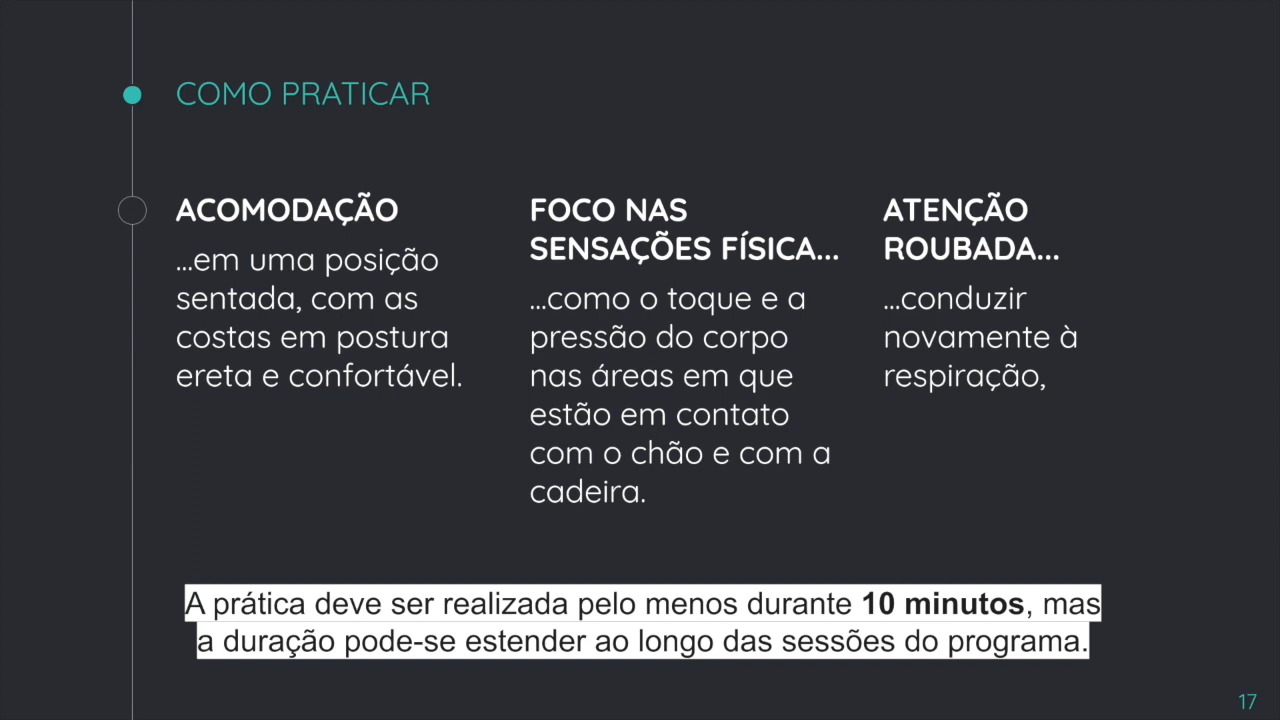 COMO PRATICAR
ACOMODAÇÃO
...em uma posição
sentada, com as
costas em postura
ereta e confortável.
FOCO NAS
SENSAÇÕES FÍSICA...
...como o toque e a
pressão do corpo
nas áreas em que
estão em contato
com o chão e com a
cadeira.
ATENÇÃO
ROUBADA...
...conduzir
novamente à
respiração,
A prática deve ser realizada pelo menos durante 10 minutos, mas
a duração pode-se estender ao longo das sessões do programa.
17